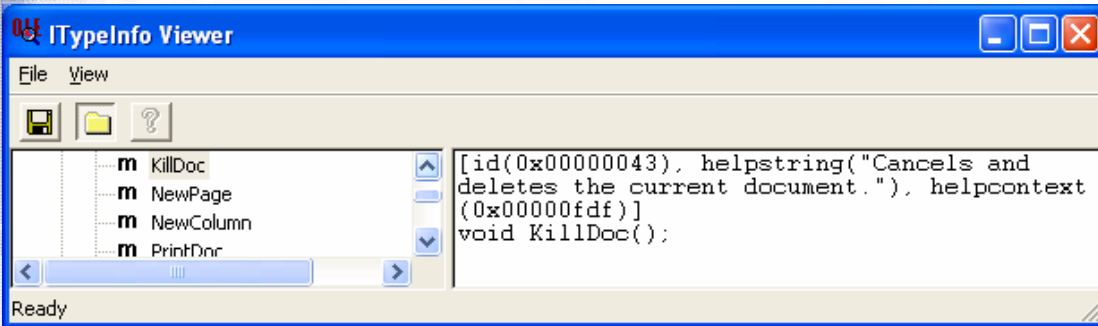 ITypeInfo Viewer
File View
m KillDoc
m NewPage
m NewColumn
m PrintDoc
[id(0x00000043), helpstring("Cancels and
deletes the current document."), helpcontext
(0x00000fdf)]
void KillDoc();
Ready